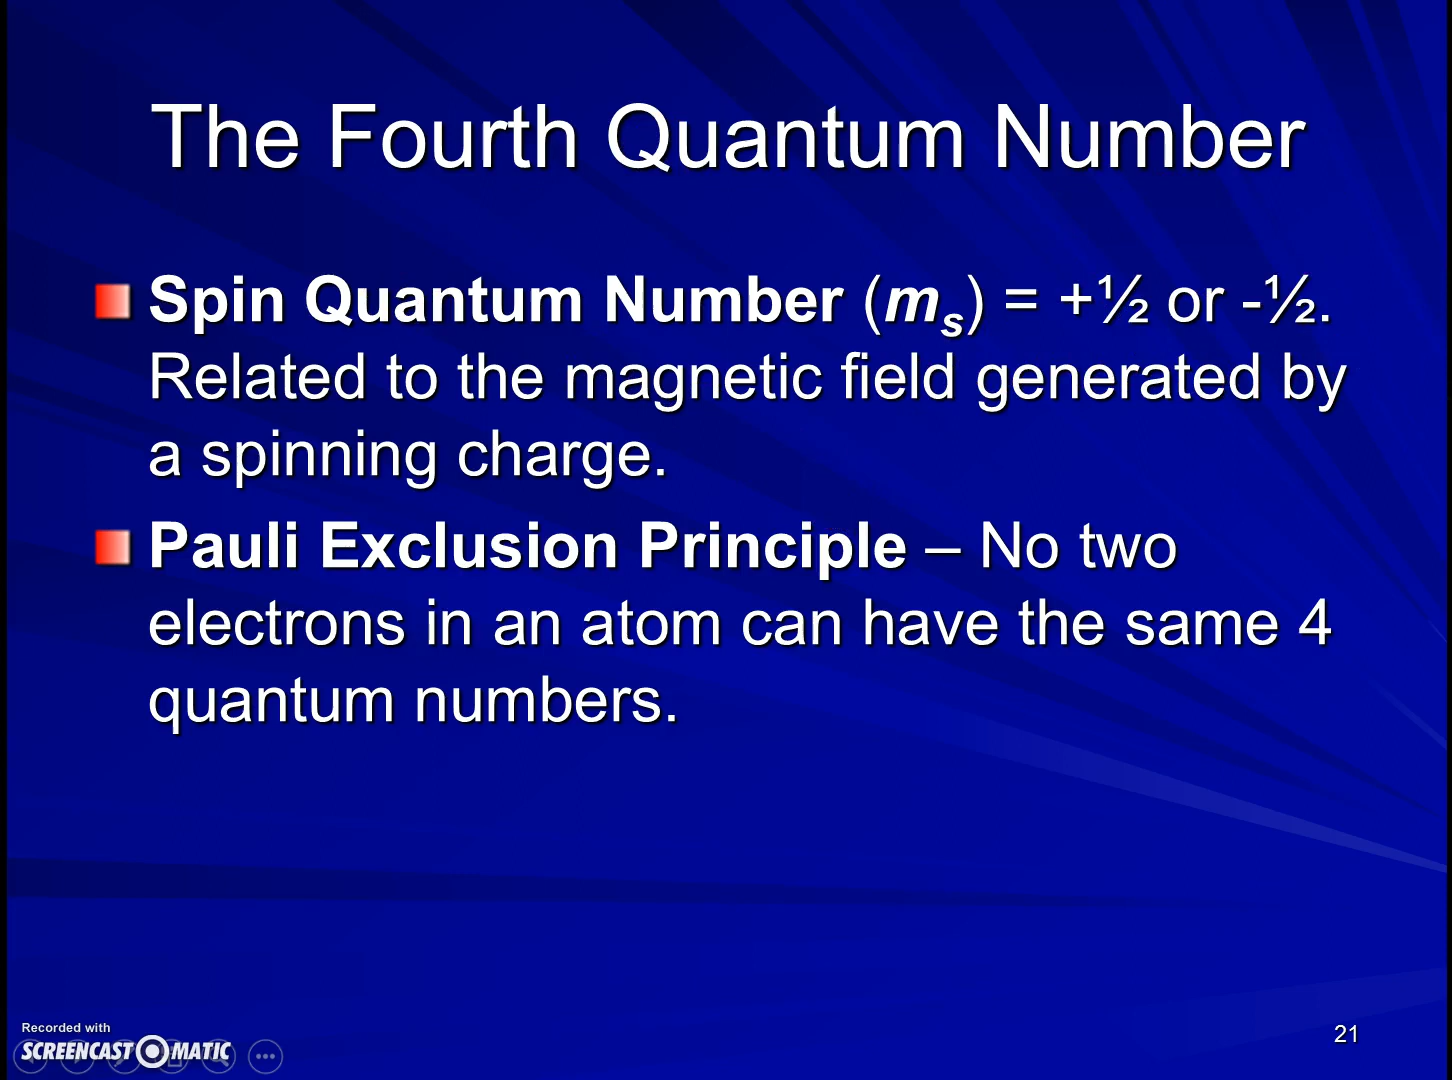 The Fourth Quantum Number
Spin Quantum Number (ms) = +½ or -½.
Related to the magnetic field generated by
a spinning charge.
Pauli Exclusion Principle – No two
electrons in an atom can have the same 4
quantum numbers.
Recorded with
SCREENCAST-O-MATIC
21